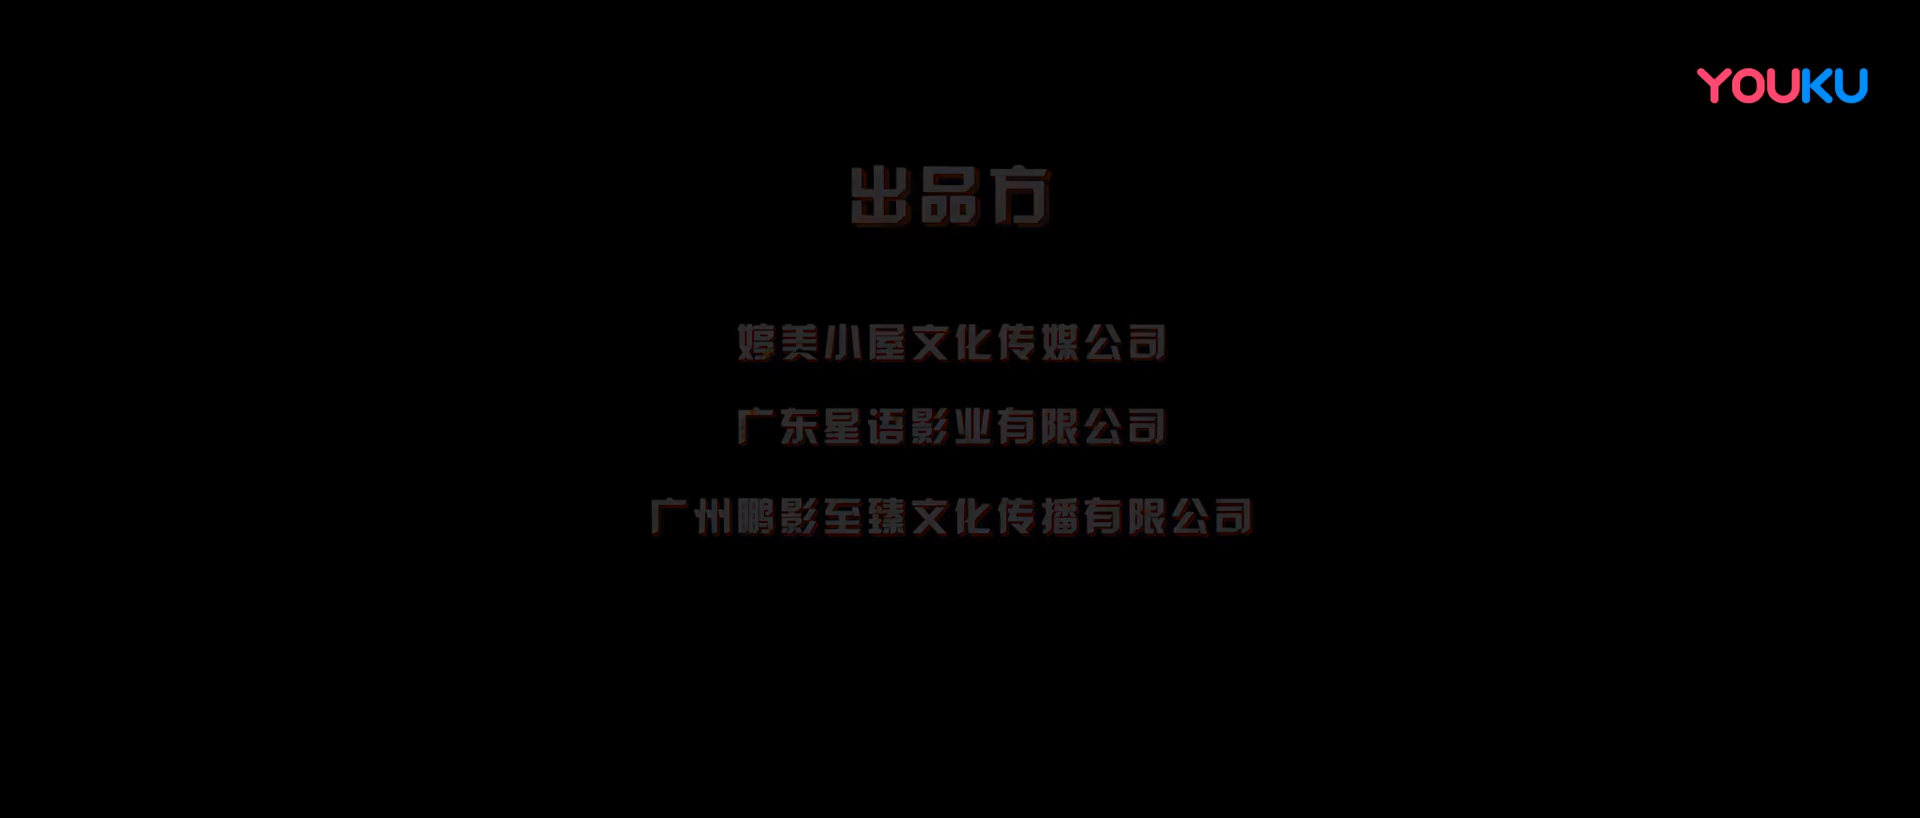 YOUKU
出品方
婷美小屋文化传媒公司
广东星语影业有限公司
广州鹏影至臻文化传播有限公司